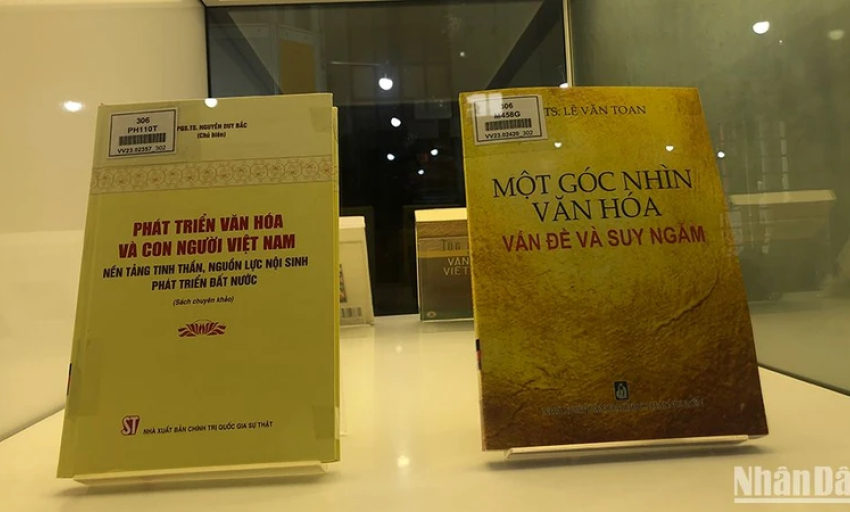 306
PH110T
VV23.02357_302
PGS.TS. NGUYỄN DUY BẮC
(Chủ biên)
PHÁT TRIỂN VĂN HÓA
VÀ CON NGƯỜI VIỆT NAM
NỀN TẢNG TINH THẦN, NGUỒN LỰC NỘI SINH
PHÁT TRIỂN ĐẤT NƯỚC
(Sách chuyên khảo)
ST
NHÀ XUẤT BẢN CHÍNH TRỊ QUỐC GIA SỰ THẬT
306
M458G
VV23.02420_302
TS. LÊ VĂN TOAN
MỘT GÓC NHÌN
VĂN HÓA
VẤN ĐỀ VÀ SUY NGẪM
VĂN
VIỆT
NhânDâ